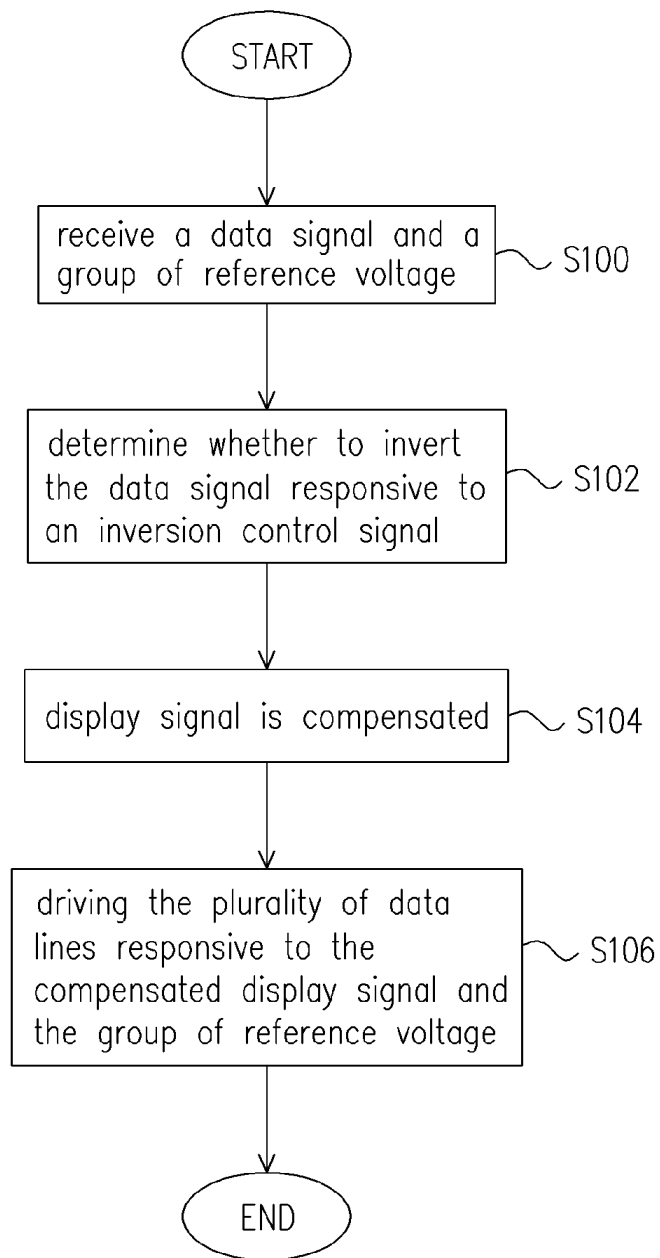 START
receive a data signal and a
group of reference voltage
S100
determine whether to invert
the data signal responsive to
an inversion control signal
S102
display signal is compensated
S104
driving the plurality of data
lines responsive to the
compensated display signal and
the group of reference voltage
S106
END